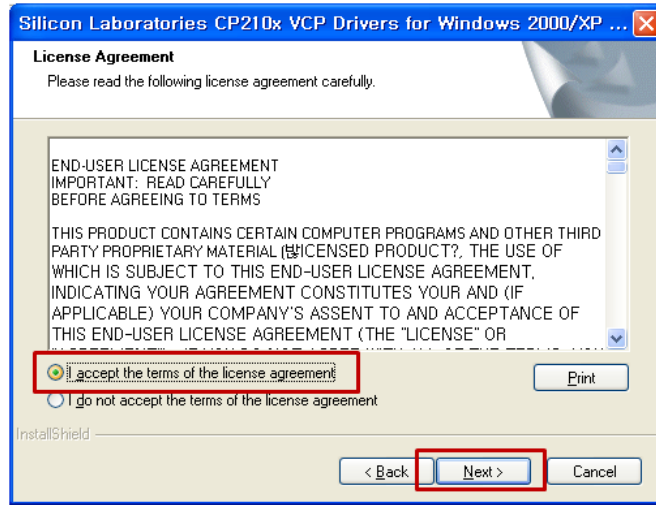 Silicon Laboratories CP210x VCP Drivers for Windows 2000/XP ...
License Agreement
Please read the following license agreement carefully.
END-USER LICENSE AGREEMENT
IMPORTANT: READ CAREFULLY
BEFORE AGREEING TO TERMS
THIS PRODUCT CONTAINS CERTAIN COMPUTER PROGRAMS AND OTHER THIRD
PARTY PROPRIETARY MATERIAL (밶ICENSED PRODUCT?, THE USE OF
WHICH IS SUBJECT TO THIS END-USER LICENSE AGREEMENT,
INDICATING YOUR AGREEMENT CONSTITUTES YOUR AND (IF
APPLICABLE) YOUR COMPANY'S ASSENT TO AND ACCEPTANCE OF
THIS END-USER LICENSE AGREEMENT (THE "LICENSE" OR
I accept the terms of the license agreement
Print
I do not accept the terms of the license agreement
InstallShield
< Back
Next >
Cancel